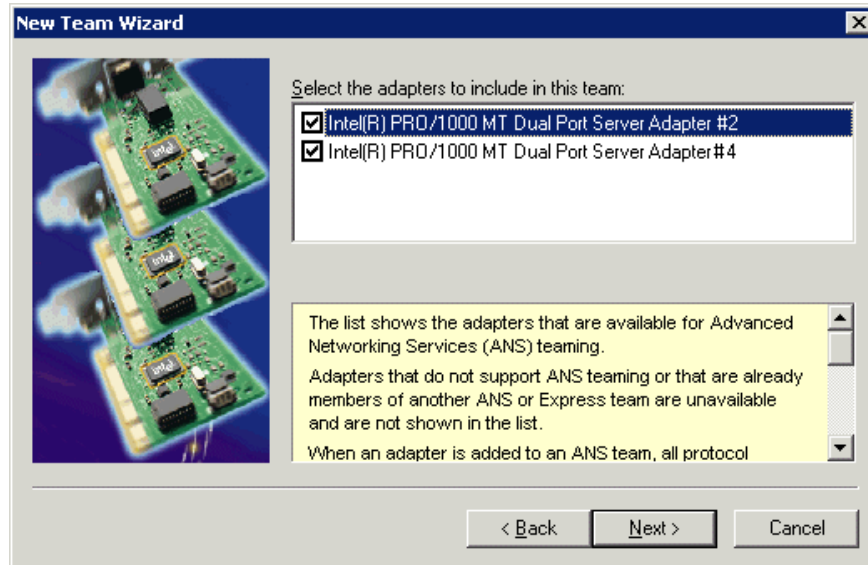 New Team Wizard
Select the adapters to include in this team:
Intel(R) PRO/1000 MT Dual Port Server Adapter #2
Intel(R) PRO/1000 MT Dual Port Server Adapter#4
The list shows the adapters that are available for Advanced
Networking Services (ANS) teaming.
Adapters that do not support ANS teaming or that are already
members of another ANS or Express team are unavailable
and are not shown in the list.
When an adapter is added to an ANS team, all protocol
intel
intel
intel
< Back
Next >
Cancel